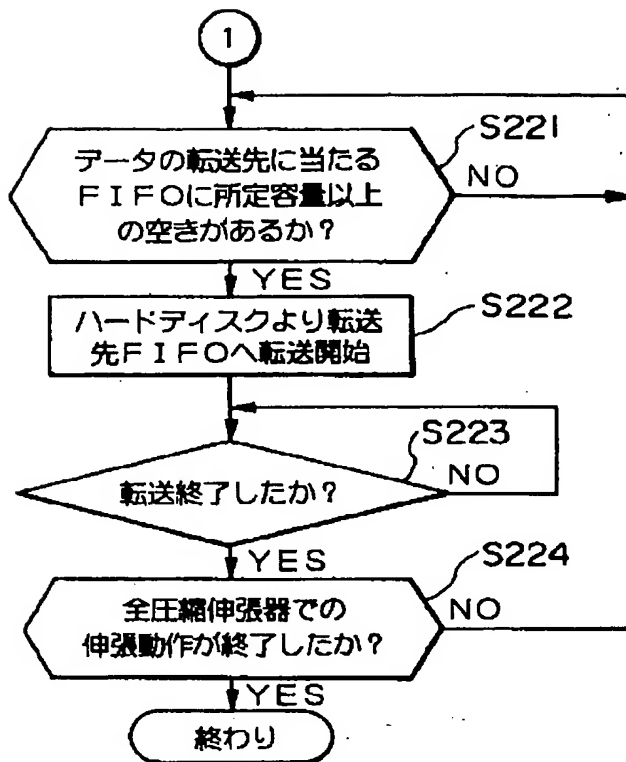 1
S221
データの転送先に当たる
FIFOに所定容量以上
の空きがあるか?
NO
YES
S222
ハードディスクより転送
先FIFOへ転送開始
S223
転送終了したか?
NO
YES
S224
全圧縮伸張器での
伸張動作が終了したか?
NO
YES
終わり